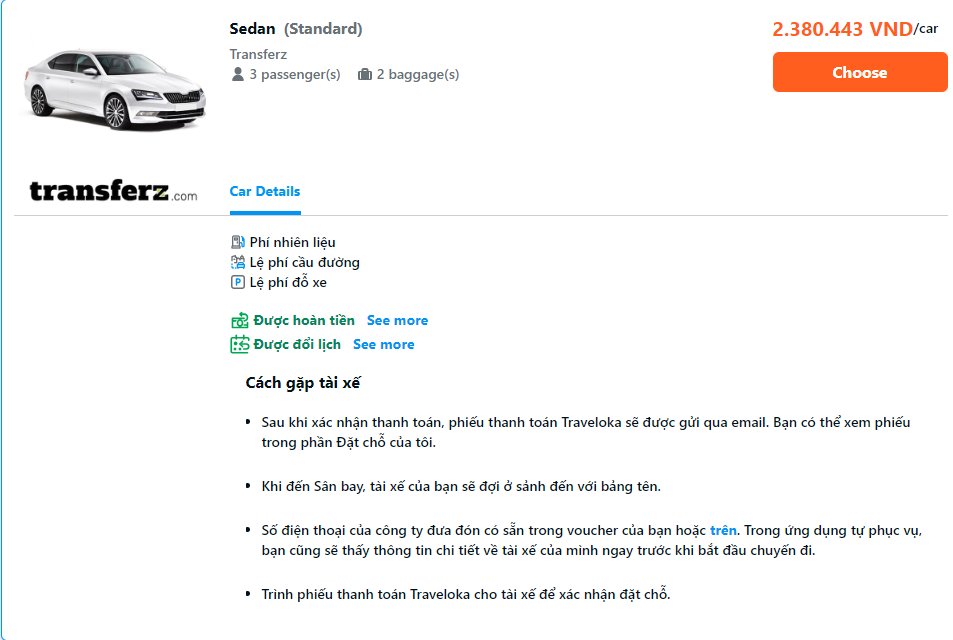 Sedan (Standard)
2.380.443 VND/car
Transferz
3 passenger(s) 2 baggage(s)
Choose
transferz.com
Car Details
Phí nhiên liệu
Lệ phí cầu đường
Lệ phí đỗ xe
Được hoàn tiền See more
Được đổi lịch See more
Cách gặp tài xế
• Sau khi xác nhận thanh toán, phiếu thanh toán Traveloka sẽ được gửi qua email. Bạn có thể xem phiếu
trong phần Đặt chỗ của tôi.
• Khi đến Sân bay, tài xế của bạn sẽ đợi ở sảnh đến với bảng tên.
• Số điện thoại của công ty đưa đón có sẵn trong voucher của bạn hoặc trên. Trong ứng dụng tự phục vụ,
bạn cũng sẽ thấy thông tin chi tiết về tài xế của mình ngay trước khi bắt đầu chuyến đi.
• Trình phiếu thanh toán Traveloka cho tài xế để xác nhận đặt chỗ.